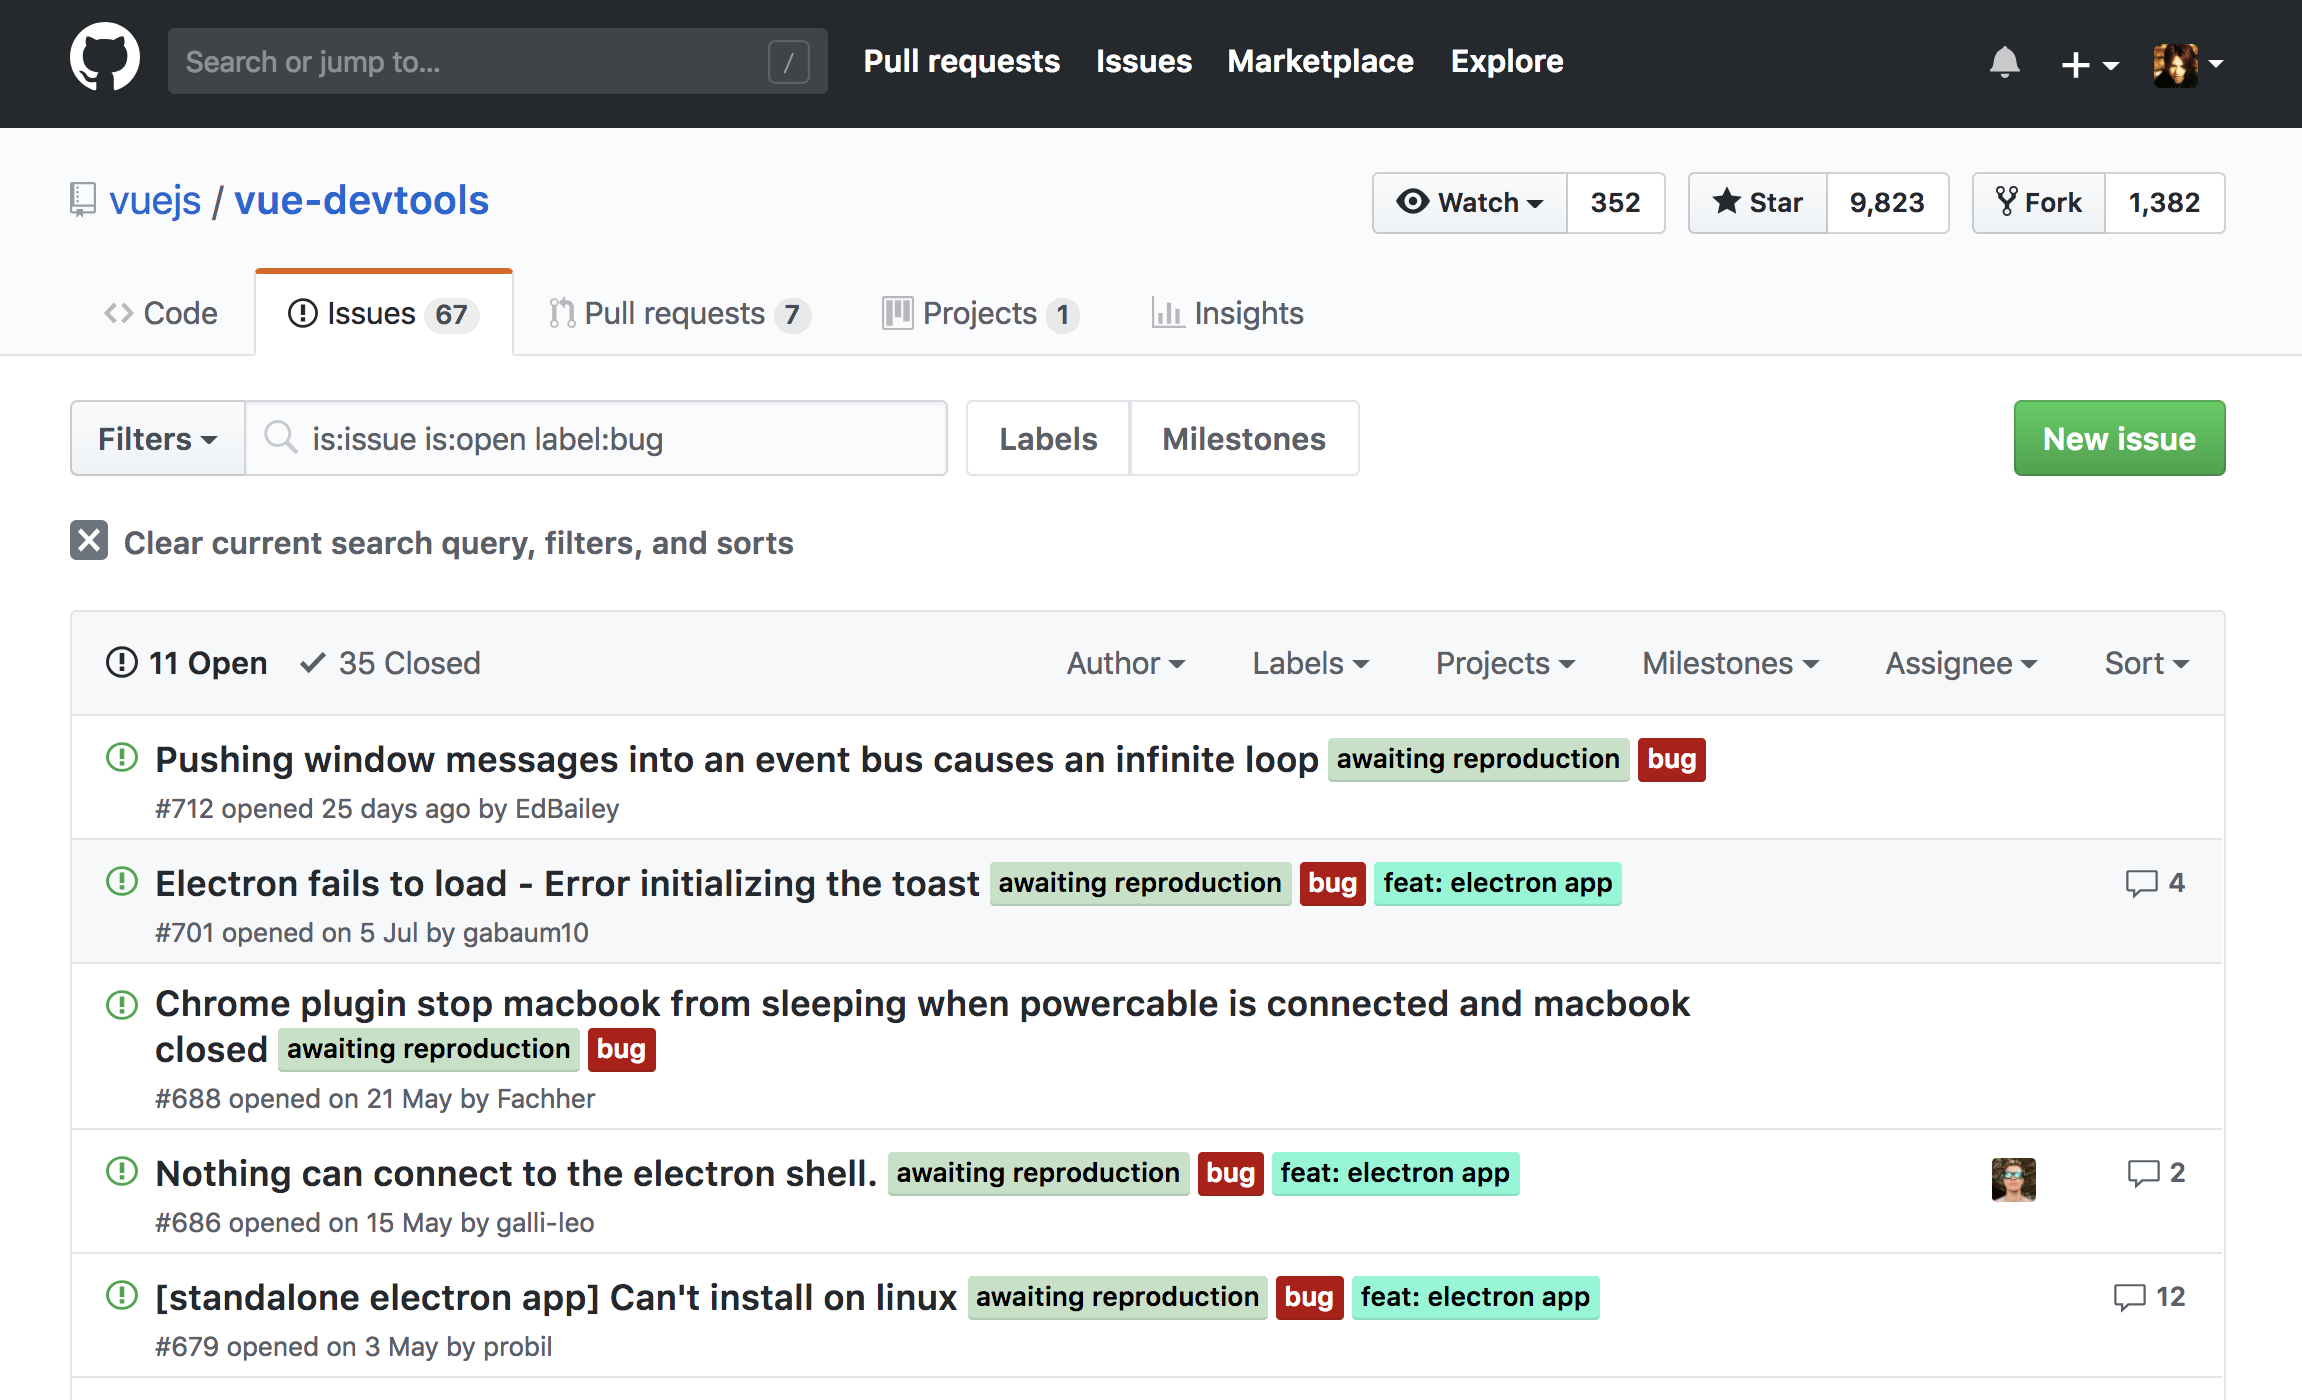 Search or jump to... / Pull requests Issues Marketplace Explore
vuejs / vue-devtools Watch 352 Star 9,823 Fork 1,382
Code Issues 67 Pull requests 7 Projects 1 Insights
Filters is:issue is:open label:bug Labels Milestones New issue
Clear current search query, filters, and sorts
11 Open 35 Closed Author Labels Projects Milestones Assignee Sort
Pushing window messages into an event bus causes an infinite loop awaiting reproduction bug
#712 opened 25 days ago by EdBailey
Electron fails to load - Error initializing the toast awaiting reproduction bug feat: electron app 4
#701 opened on 5 Jul by gabaum10
Chrome plugin stop macbook from sleeping when powercable is connected and macbook
closed awaiting reproduction bug
#688 opened on 21 May by Fachher
Nothing can connect to the electron shell. awaiting reproduction bug feat: electron app 2
#686 opened on 15 May by galli-leo
[standalone electron app] Can't install on linux awaiting reproduction bug feat: electron app 12
#679 opened on 3 May by probil